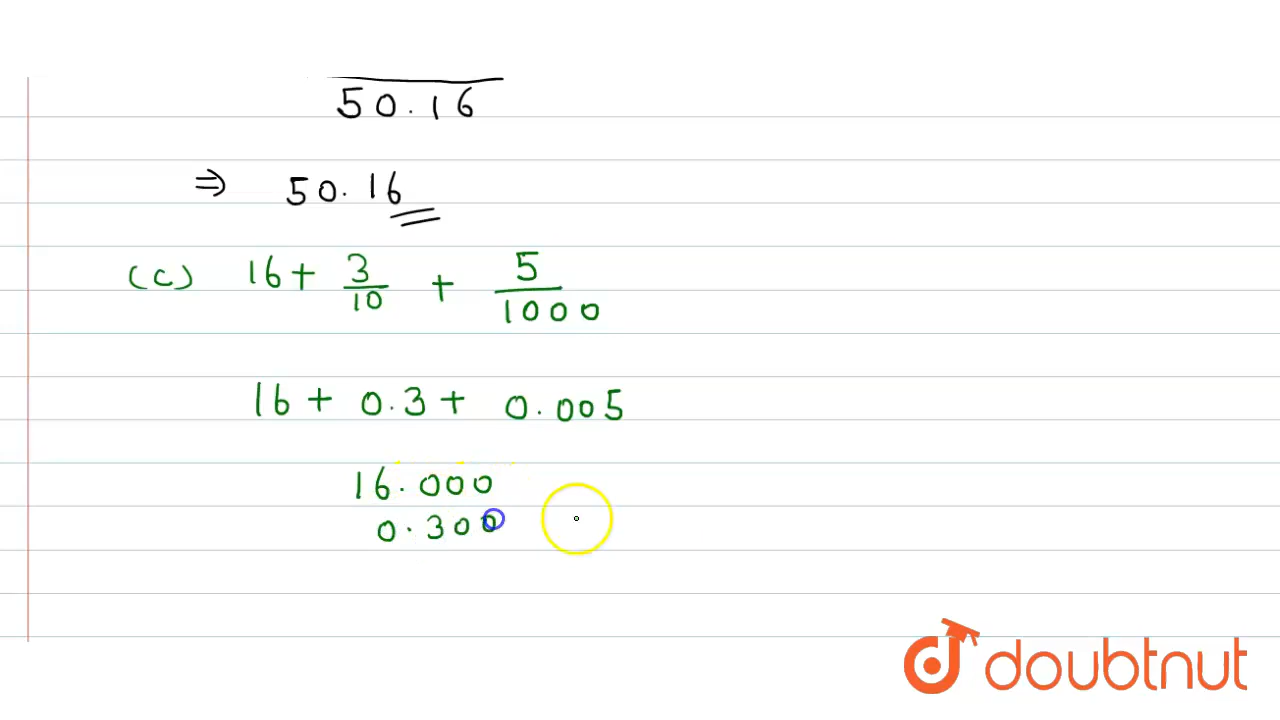 50.16
⇒ 50.16
(c) 16 + 3/10 + 5/1000
16 + 0.3 + 0.005
16.000
0.300
doubtnut